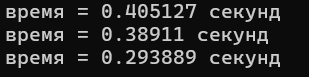 время = 0.405127 секунд
время = 0.38911 секунд
время = 0.293889 секунд